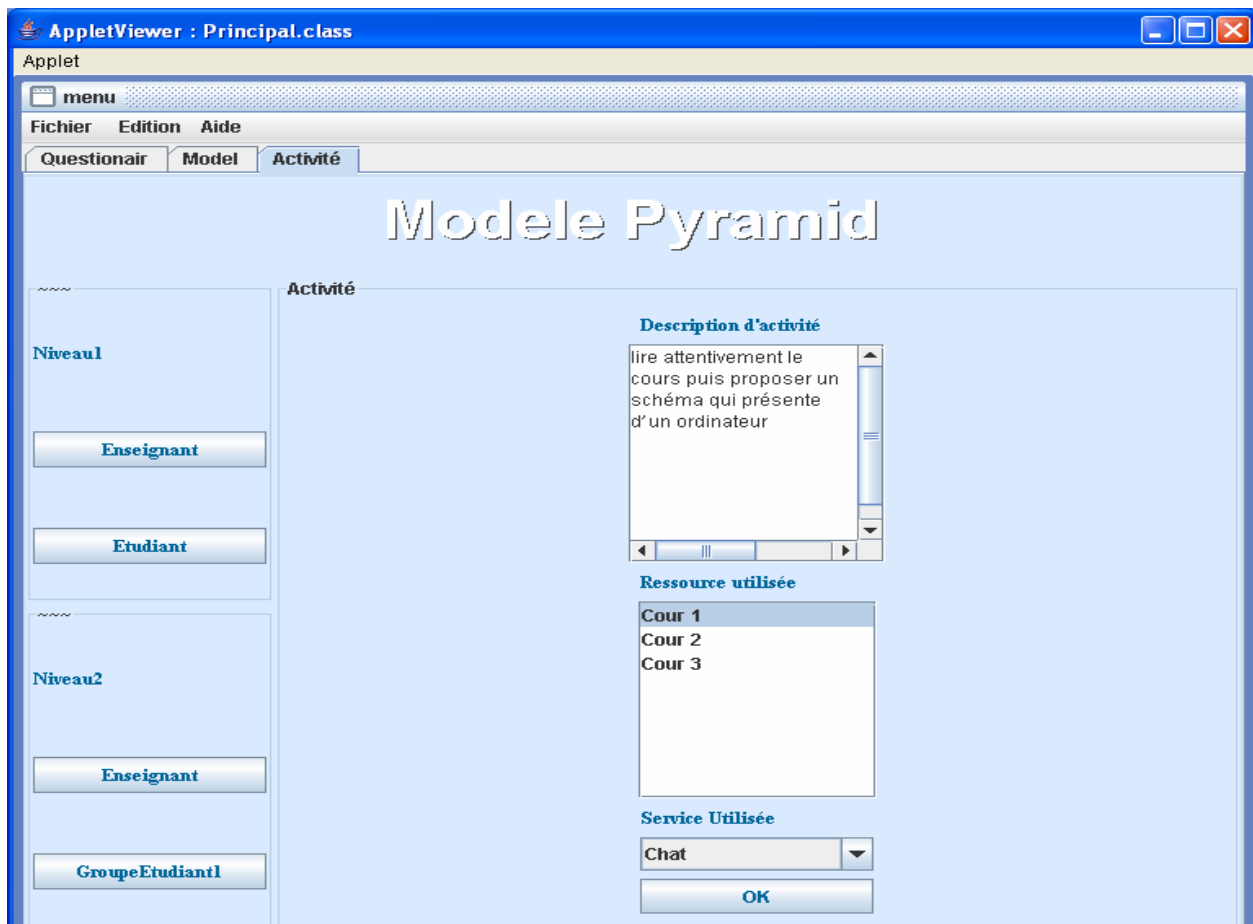 AppletViewer : Principal.class
Applet
menu
Fichier Edition Aide
Questionair Model Activité
Modele Pyramid
~~~
Niveau1
Enseignant
Etudiant
~~~
Niveau2
Enseignant
GroupeEtudiant1
Activité
Description d'activité
lire attentivement le
cours puis proposer un
schéma qui présente
d'un ordinateur
Ressource utilisée
Cour 1
Cour 2
Cour 3
Service Utilisée
Chat
OK